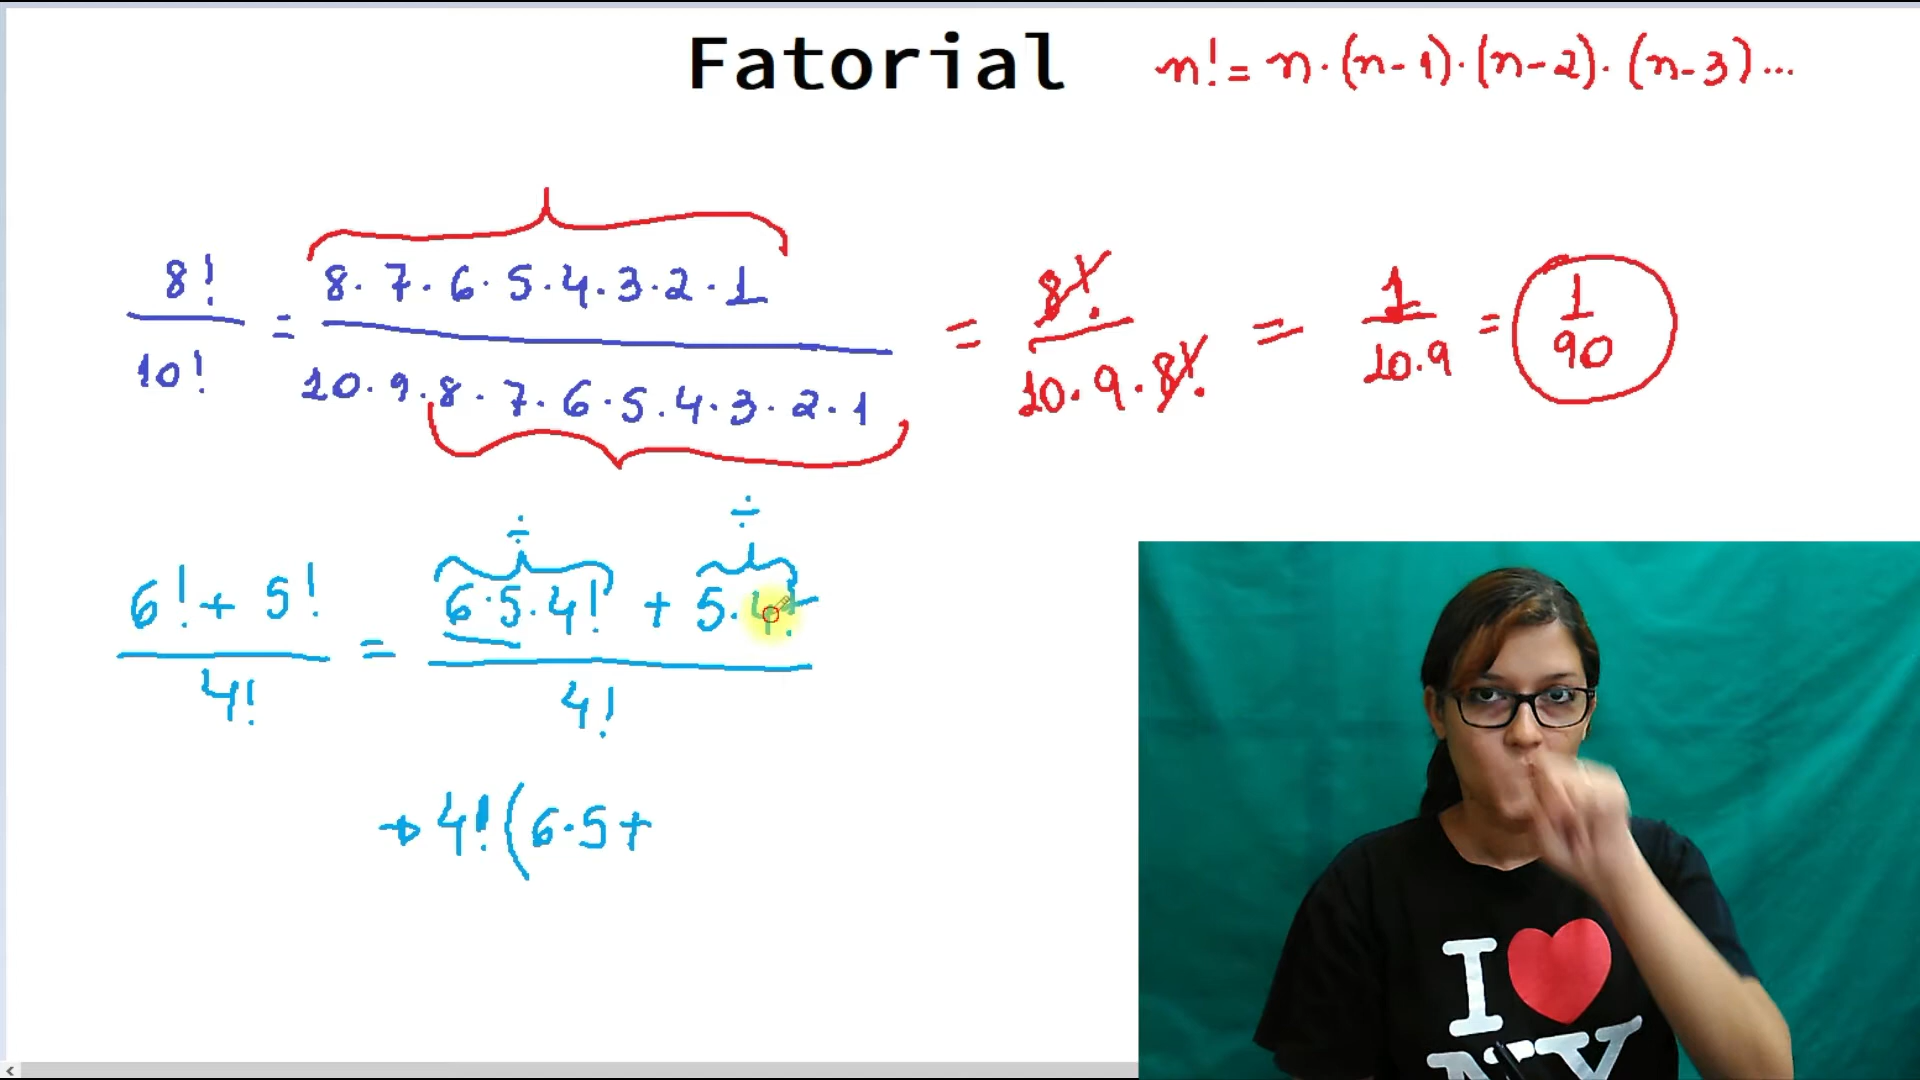 Fatorial n! = n · (n-1) · (n-2) · (n-3) ...
8! / 10! = 8 · 7 · 6 · 5 · 4 · 3 · 2 · 1 / 10 · 9 · 8 · 7 · 6 · 5 · 4 · 3 · 2 · 1 = 8! / 10 · 9 · 8! = 1 / 10.9 = 1 / 90
÷ ÷
6! + 5! / 4! = 6 · 5 · 4! + 5 · 4! / 4!
→ 4! (6 · 5 +
I ♥
NY